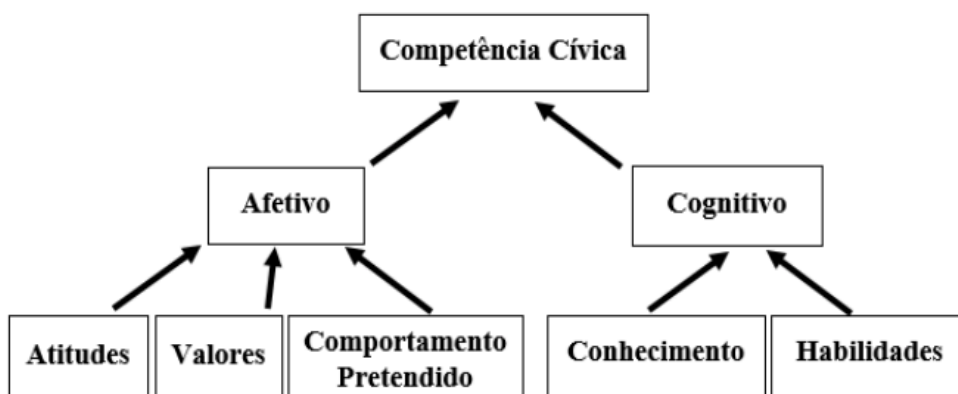 Competência Cívica
Afetivo
Cognitivo
Atitudes
Valores
Comportamento
Pretendido
Conhecimento
Habilidades